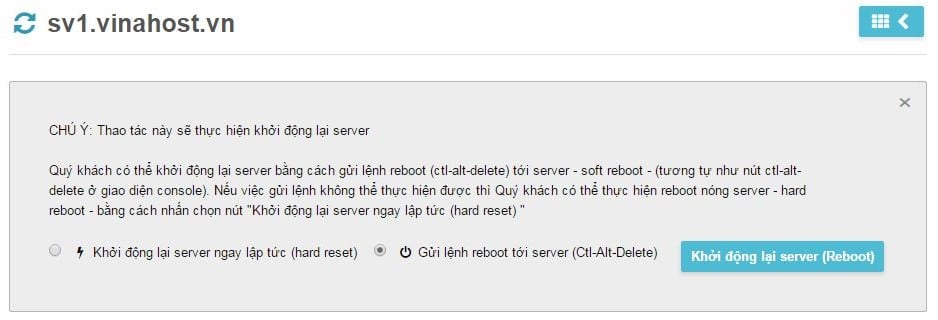 sv1.vinahost.vn
CHÚ Ý: Thao tác này sẽ thực hiện khởi động lại server
Quý khách có thể khởi động lại server bằng cách gửi lệnh reboot (ctl-alt-delete) tới server - soft reboot - (tương tự như nút ctl-alt-
delete ở giao diện console). Nếu việc gửi lệnh không thể thực hiện được thì Quý khách có thể thực hiện reboot nóng server - hard
reboot - bằng cách nhấn chọn nút "Khởi động lại server ngay lập tức (hard reset) "
Khởi động lại server ngay lập tức (hard reset) Gửi lệnh reboot tới server (Ctl-Alt-Delete) Khởi động lại server (Reboot)